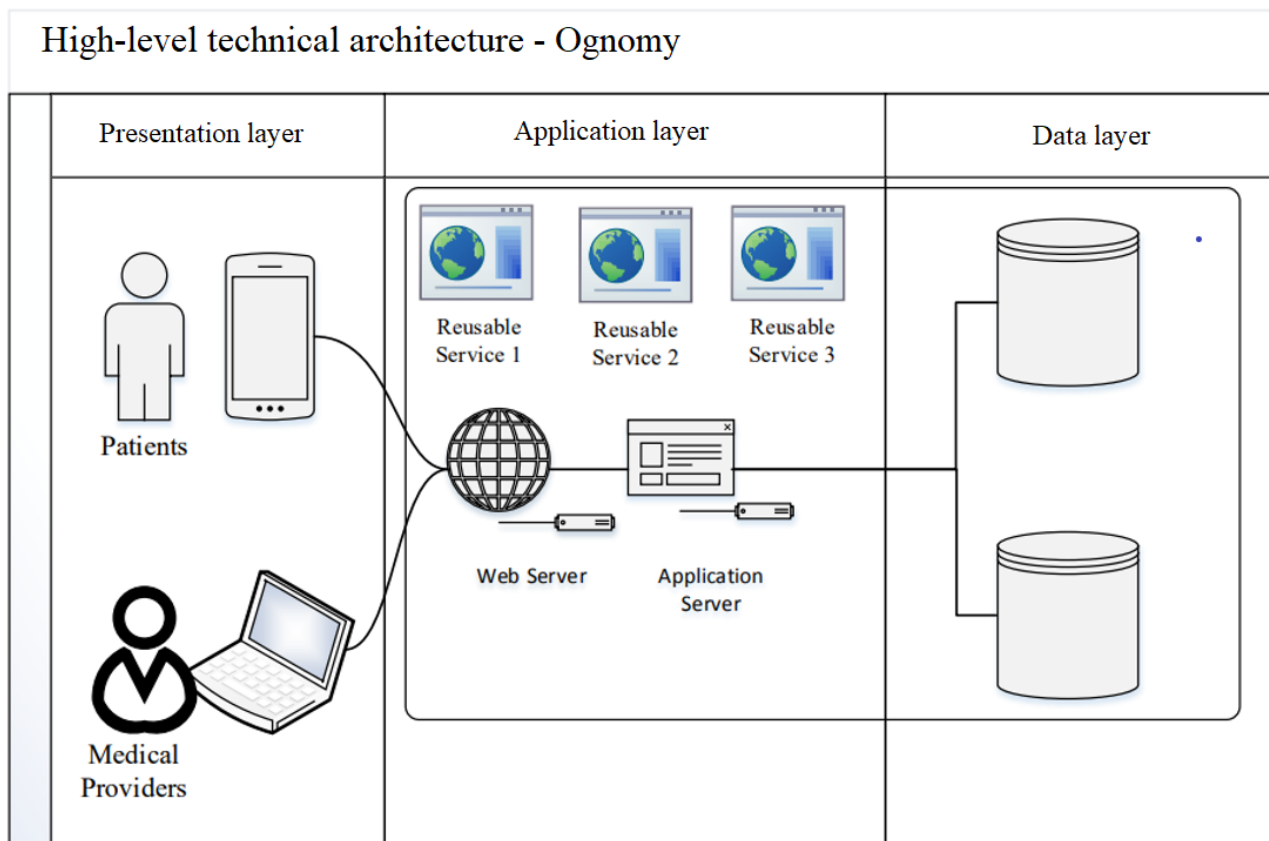 High-level technical architecture - Ognomy
Presentation layer
Application layer
Data layer
Reusable
Service 1
Reusable
Service 2
Reusable
Service 3
Patients
Web Server
Application
Server
Medical
Providers